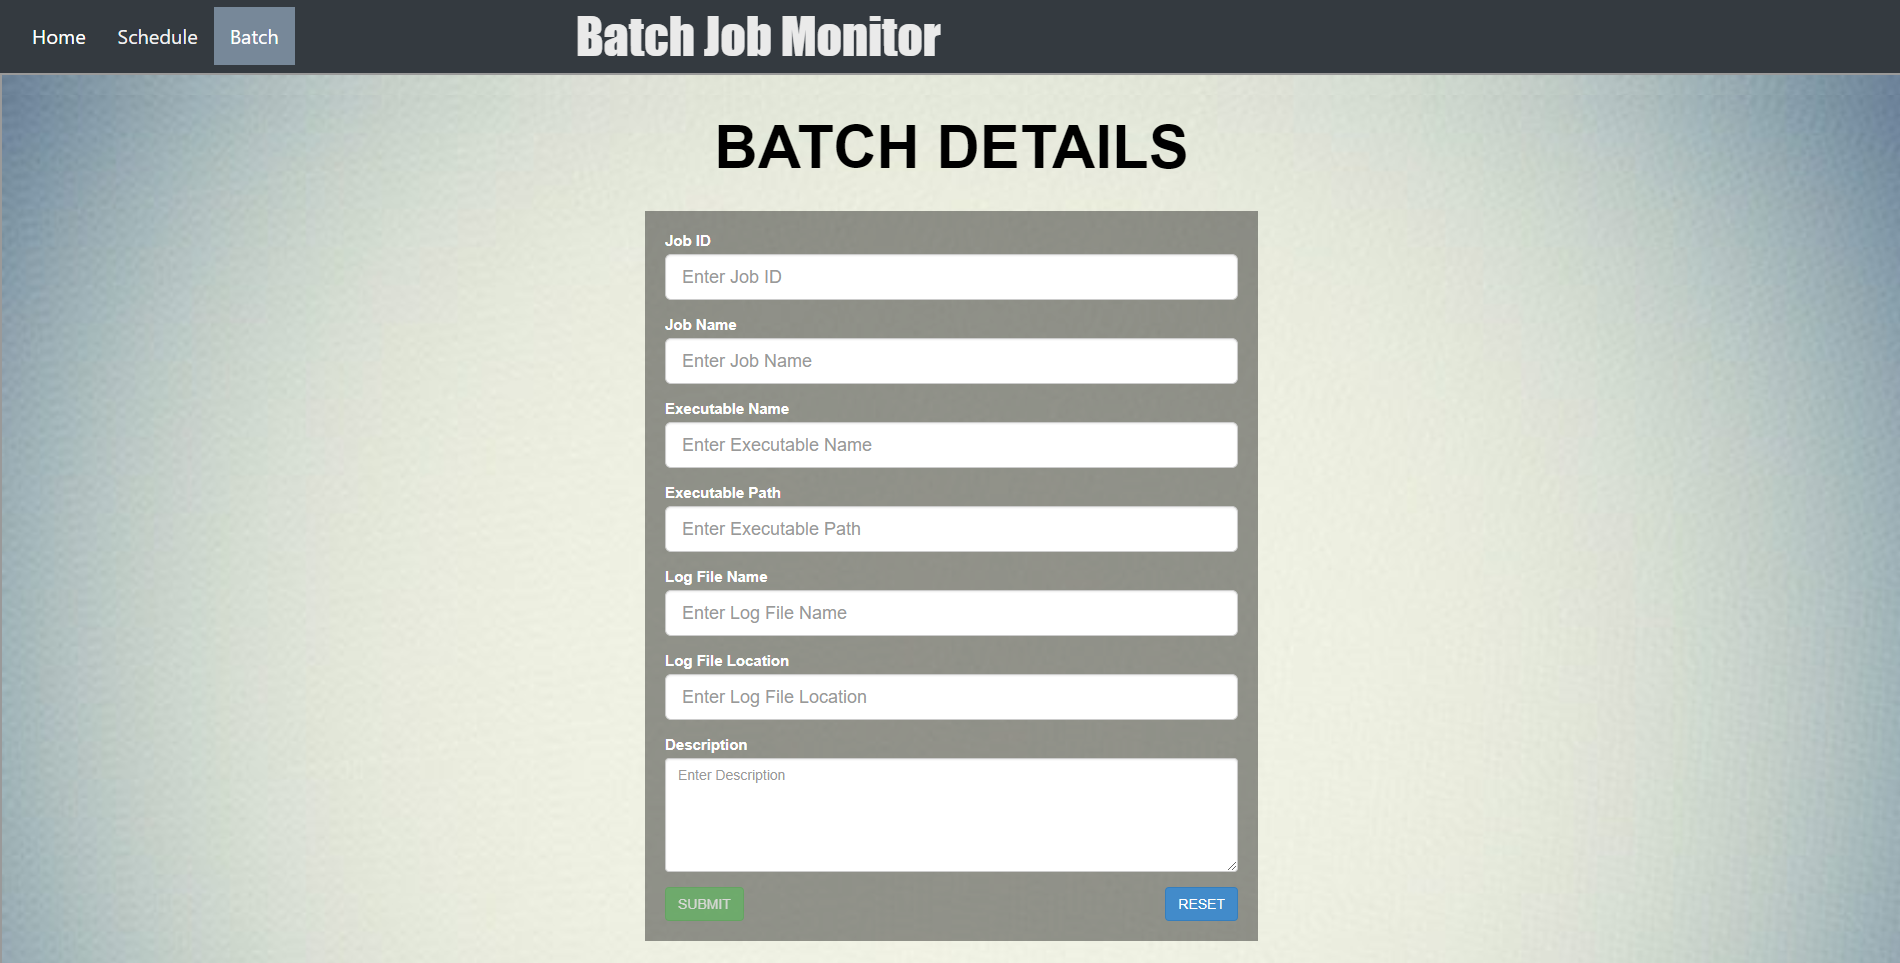 Home Schedule Batch Batch Job Monitor
BATCH DETAILS
Job ID
Enter Job ID
Job Name
Enter Job Name
Executable Name
Enter Executable Name
Executable Path
Enter Executable Path
Log File Name
Enter Log File Name
Log File Location
Enter Log File Location
Description
Enter Description
SUBMIT RESET